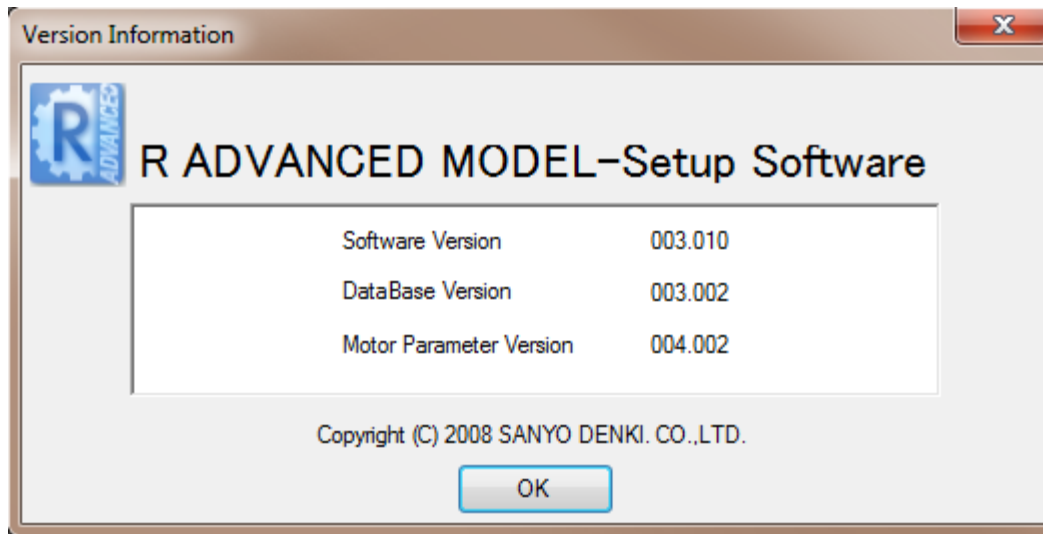 Version Information
R
ADVANCED
R ADVANCED MODEL-Setup Software
Software Version 003.010
DataBase Version 003.002
Motor Parameter Version 004.002
Copyright (C) 2008 SANYO DENKI. CO.,LTD.
OK